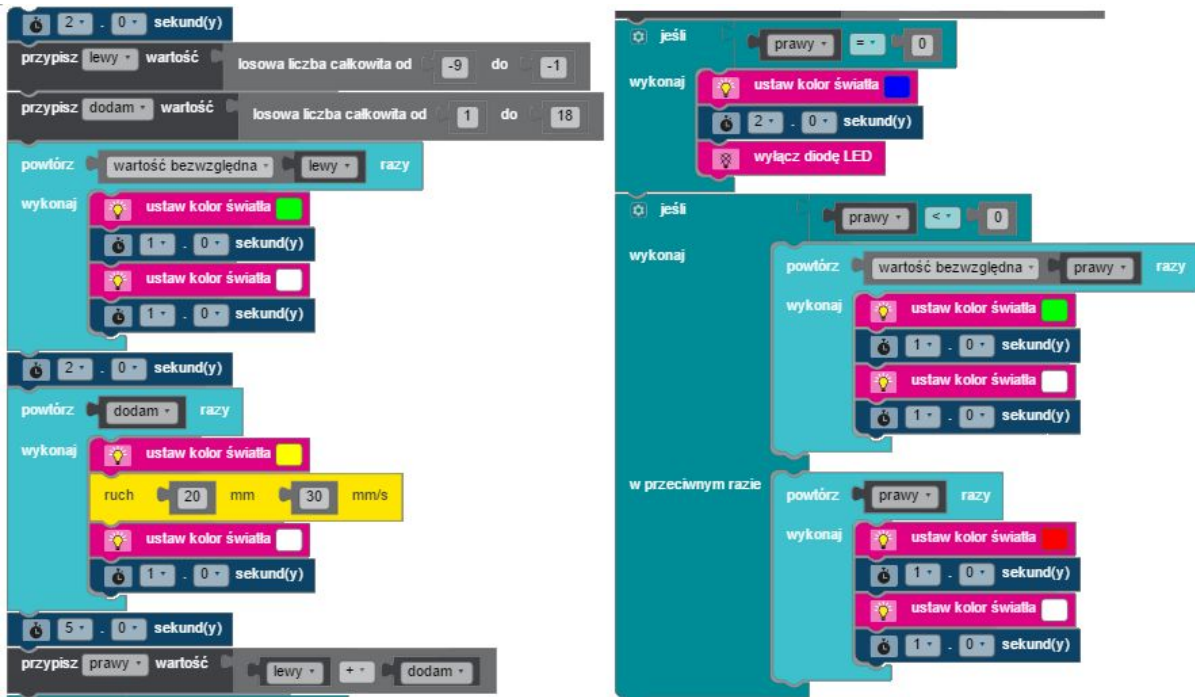 2 . 0 sekund(y)
przypisz lewy wartość losowa liczba całkowita od -9 do -1
przypisz dodam wartość losowa liczba całkowita od 1 do 18
powtórz wartość bezwzględna lewy razy
wykonaj ustaw kolor światła
1 . 0 sekund(y)
ustaw kolor światła
1 . 0 sekund(y)
2 . 0 sekund(y)
powtórz dodam razy
wykonaj ustaw kolor światła
ruch 20 mm 30 mm/s
ustaw kolor światła
1 . 0 sekund(y)
5 . 0 sekund(y)
przypisz prawy wartość lewy + dodam
jeśli prawy = 0
wykonaj ustaw kolor światła
2 . 0 sekund(y)
wyłącz diodę LED
jeśli prawy < 0
wykonaj powtórz wartość bezwzględna prawy razy
wykonaj ustaw kolor światła
1 . 0 sekund(y)
ustaw kolor światła
1 . 0 sekund(y)
w przeciwnym razie powtórz prawy razy
wykonaj ustaw kolor światła
1 . 0 sekund(y)
ustaw kolor światła
1 . 0 sekund(y)